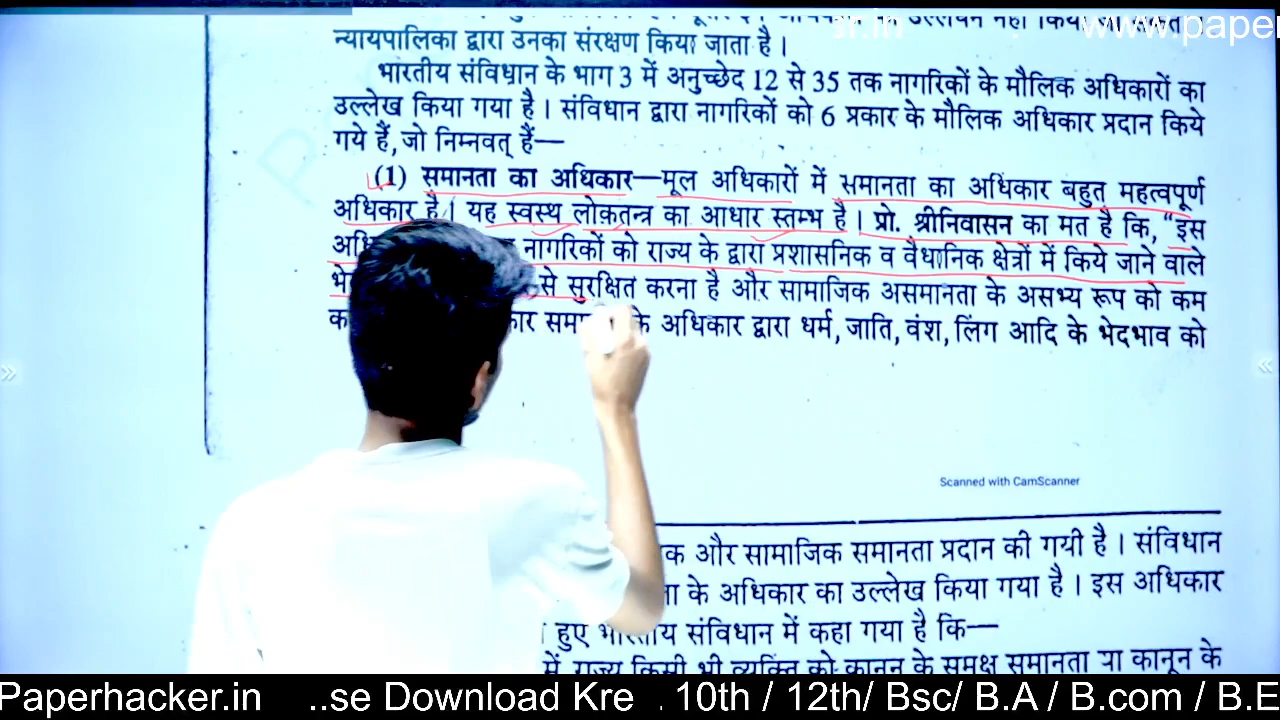 www.paper
er.in
न्यायपालिका द्वारा उनका संरक्षण किया जाता है।
भारतीय संविधान के भाग 3 में अनुच्छेद 12 से 35 तक नागरिकों के मौलिक अधिकारों का
उल्लेख किया गया है। संविधान द्वारा नागरिकों को 6 प्रकार के मौलिक अधिकार प्रदान किये
गये हैं, जो निम्नवत् हैं—
(1) समानता का अधिकार—मूल अधिकारों में समानता का अधिकार बहुत महत्वपूर्ण
अधिकार है। यह स्वस्थ लोकतन्त्र का आधार स्तम्भ है। प्रो. श्रीनिवासन का मत है कि, “इस
नागरिकों को राज्य के द्वारा प्रशासनिक व वैधानिक क्षेत्रों में किये जाने वाले
से सुरक्षित करना है और सामाजिक असमानता के असभ्य रूप को कम
के अधिकार द्वारा धर्म, जाति, वंश, लिंग आदि के भेदभाव को
Scanned with CamScanner
और सामाजिक समानता प्रदान की गयी है। संविधान
के अधिकार का उल्लेख किया गया है। इस अधिकार
हुए भारतीय संविधान में कहा गया है कि—
में राज्य किसी भी व्यक्ति को कानून के समक्ष समानता या कानून के
Paperhacker.in ..se Download Kre . 10th / 12th/ Bsc/ B.A / B.com / B.E